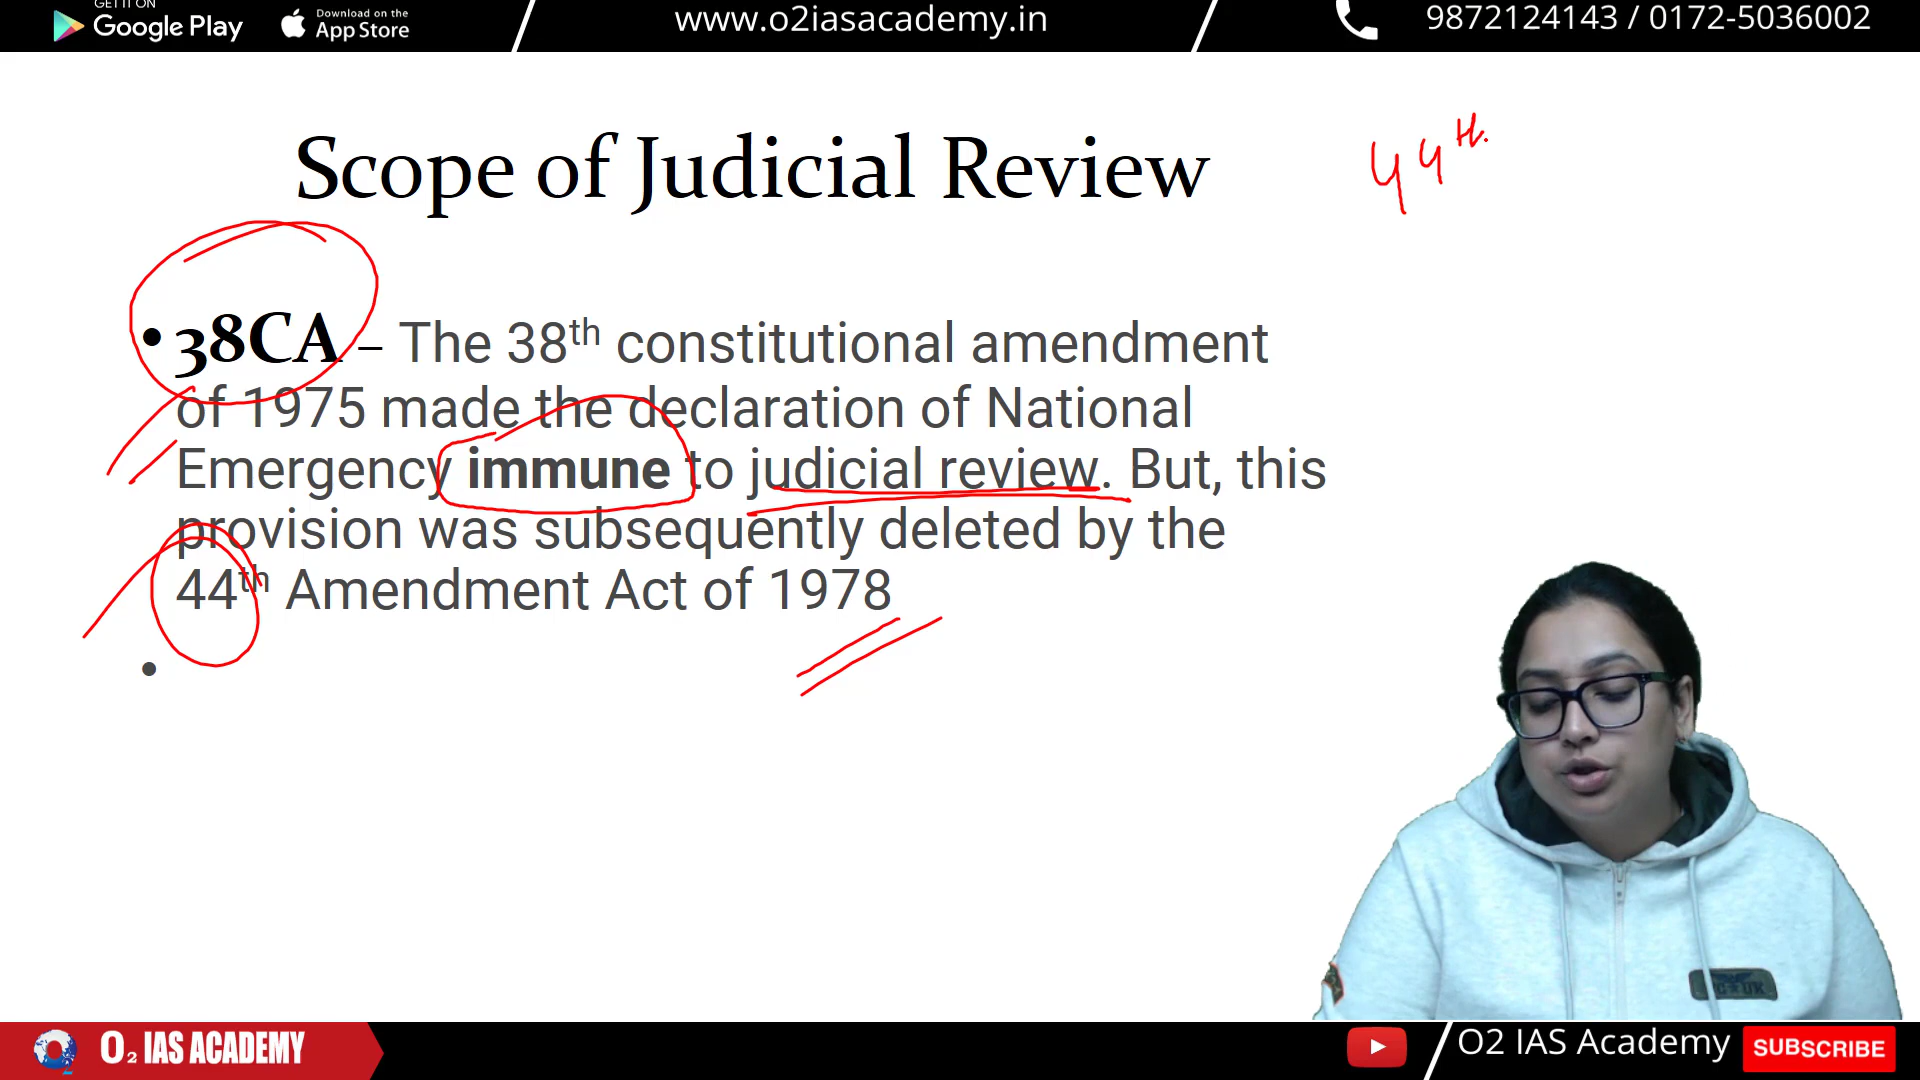 GET IT ON
Google Play
Download on the
App Store
www.o2iasacademy.in
9872124143 / 0172-5036002
Scope of Judicial Review
44th
• 38CA – The 38th constitutional amendment
of 1975 made the declaration of National
Emergency immune to judicial review. But, this
provision was subsequently deleted by the
44th Amendment Act of 1978
•
O2 IAS ACADEMY
O2 IAS Academy
SUBSCRIBE